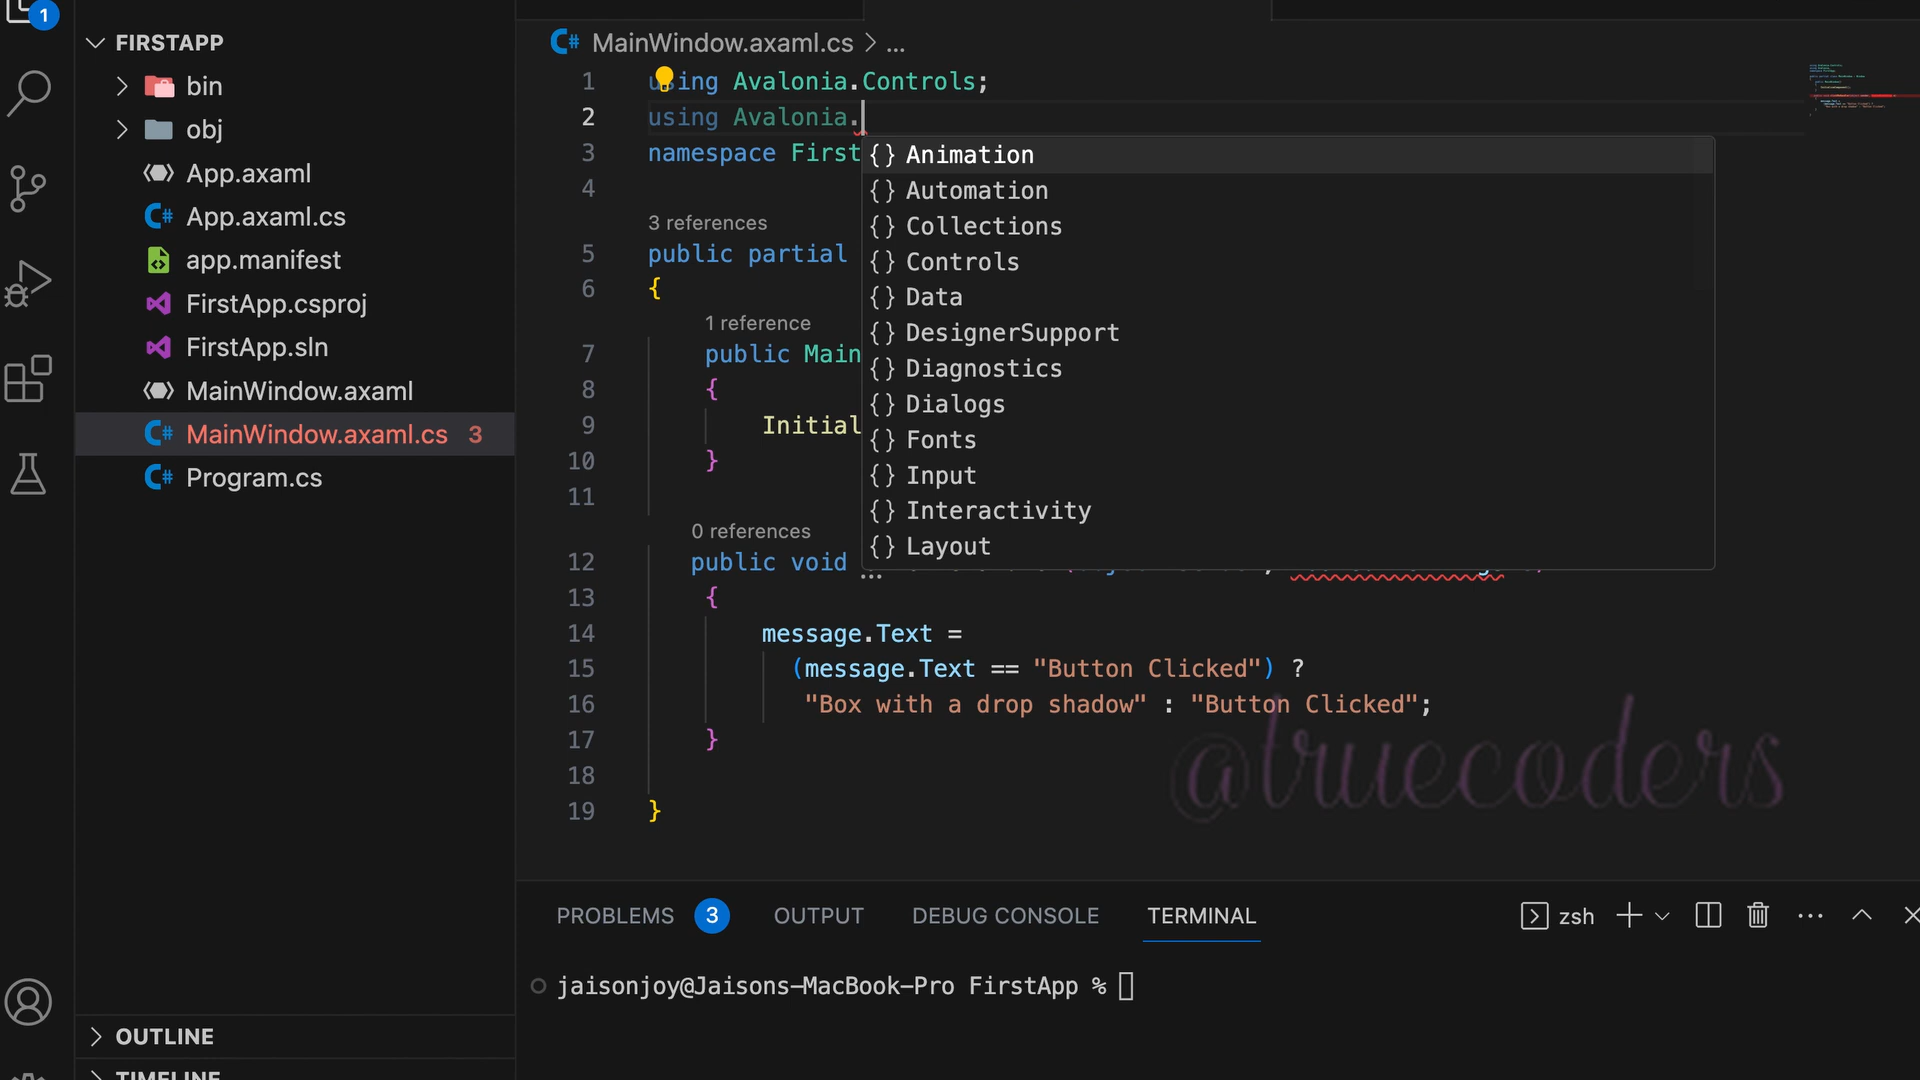 1
FIRSTAPP
bin
obj
App.axaml
App.axaml.cs
app.manifest
FirstApp.csproj
FirstApp.sln
MainWindow.axaml
MainWindow.axaml.cs 3
Program.cs
OUTLINE
TIMELINE
MainWindow.axaml.cs > ...
1 using Avalonia.Controls;
2 using Avalonia.
3 namespace First
4
3 references
5 public partial
6 {
1 reference
7 public Main
8 {
9 Initial
10 }
11
0 references
12 public void
13 {
14 message.Text =
15 (message.Text == "Button Clicked") ?
16 "Box with a drop shadow" : "Button Clicked";
17 }
18
19 }
{} Animation
{} Automation
{} Collections
{} Controls
{} Data
{} DesignerSupport
{} Diagnostics
{} Dialogs
{} Fonts
{} Input
{} Interactivity
{} Layout
@truecoders
PROBLEMS 3 OUTPUT DEBUG CONSOLE TERMINAL zsh
jaisonjoy@Jaisons-MacBook-Pro FirstApp %